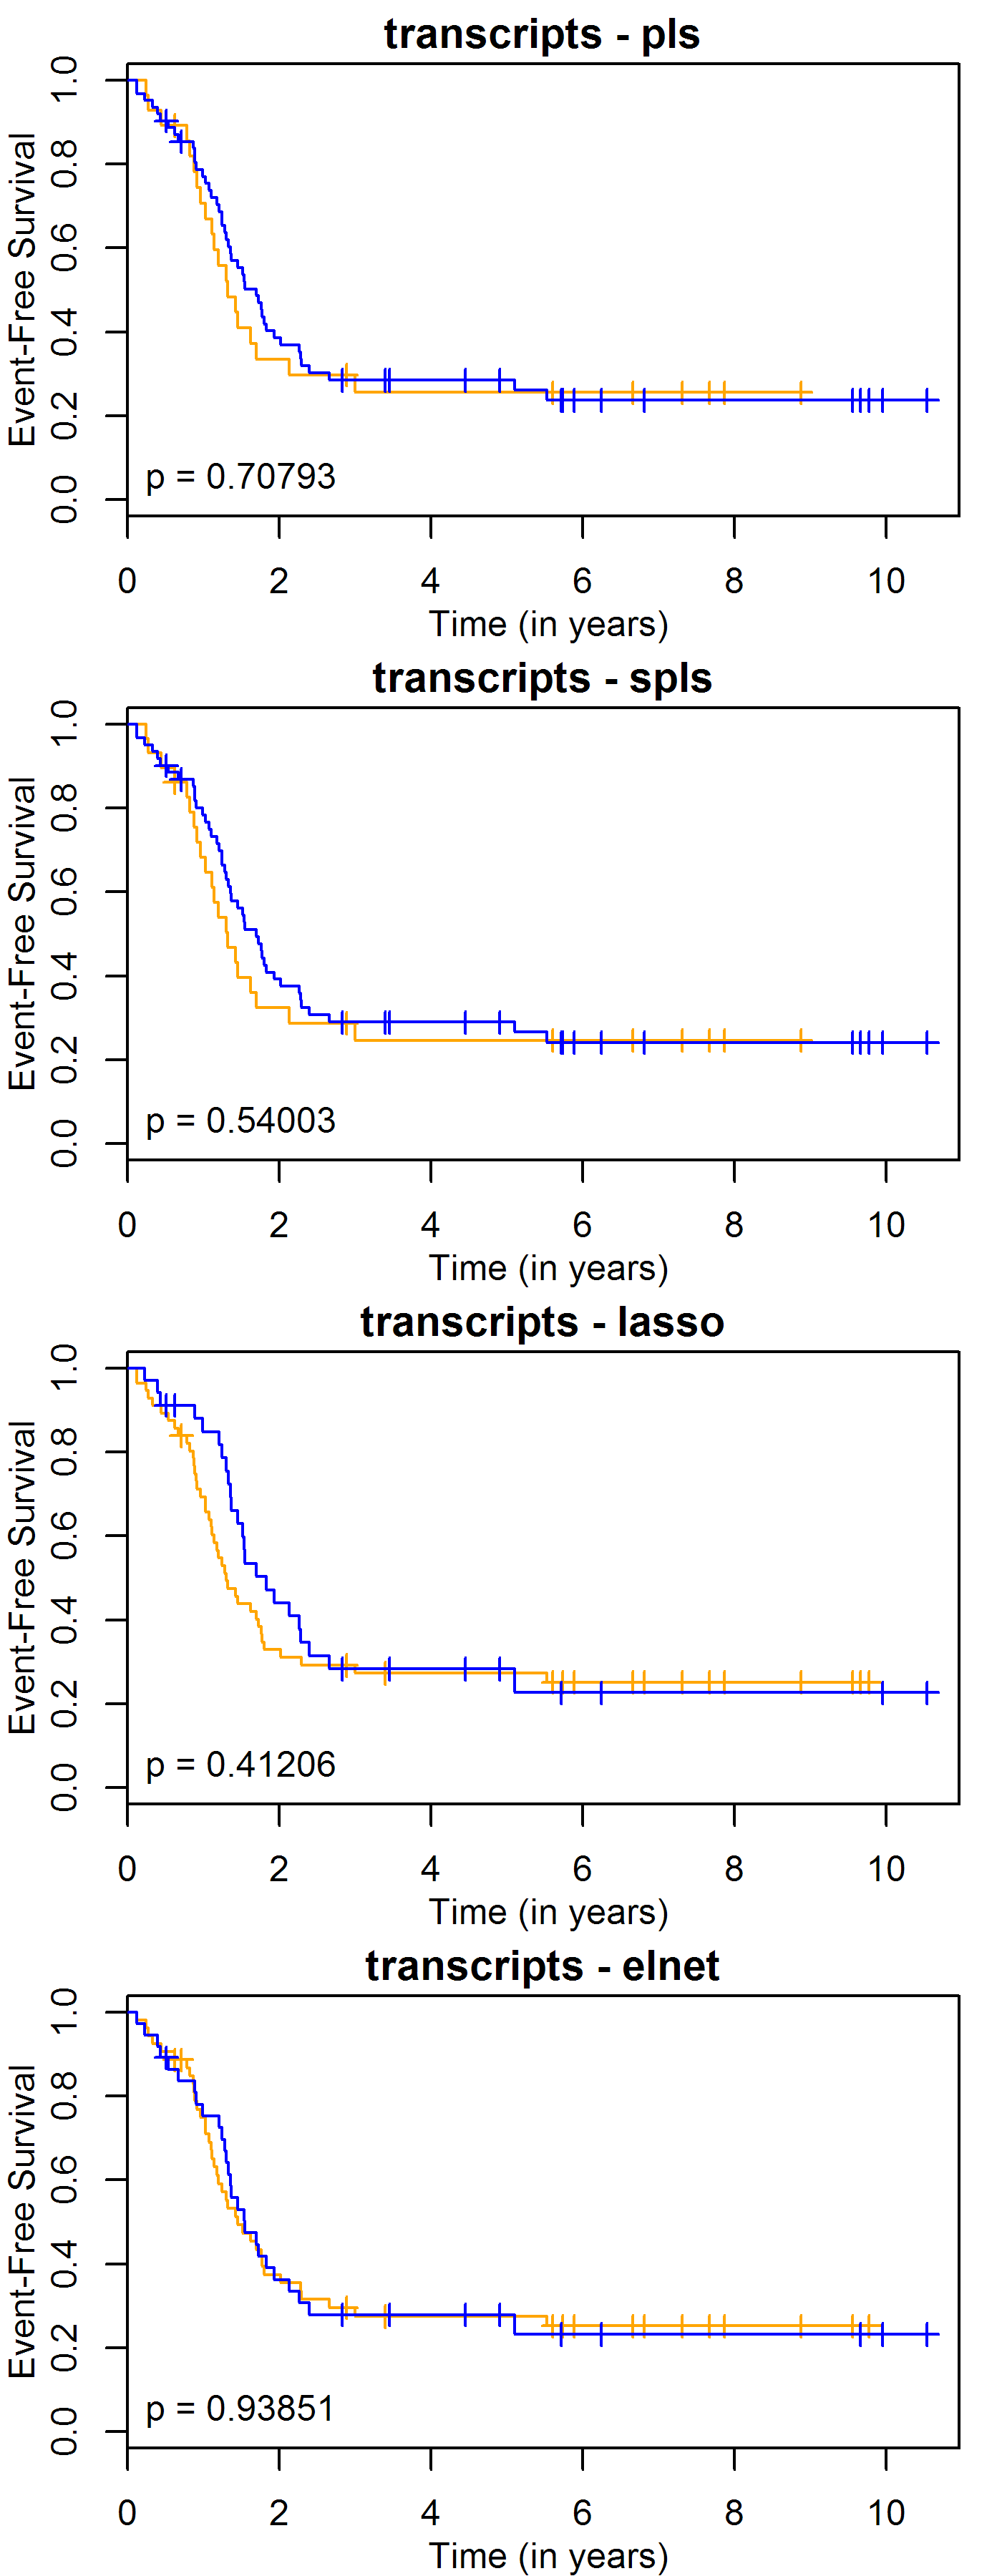 transcripts - pls
Event-Free Survival
0.0 0.2 0.4 0.6 0.8 1.0
p = 0.70793
0 2 4 6 8 10
Time (in years)
transcripts - spls
Event-Free Survival
0.0 0.2 0.4 0.6 0.8 1.0
p = 0.54003
0 2 4 6 8 10
Time (in years)
transcripts - lasso
Event-Free Survival
0.0 0.2 0.4 0.6 0.8 1.0
p = 0.41206
0 2 4 6 8 10
Time (in years)
transcripts - elnet
Event-Free Survival
0.0 0.2 0.4 0.6 0.8 1.0
p = 0.93851
0 2 4 6 8 10
Time (in years)